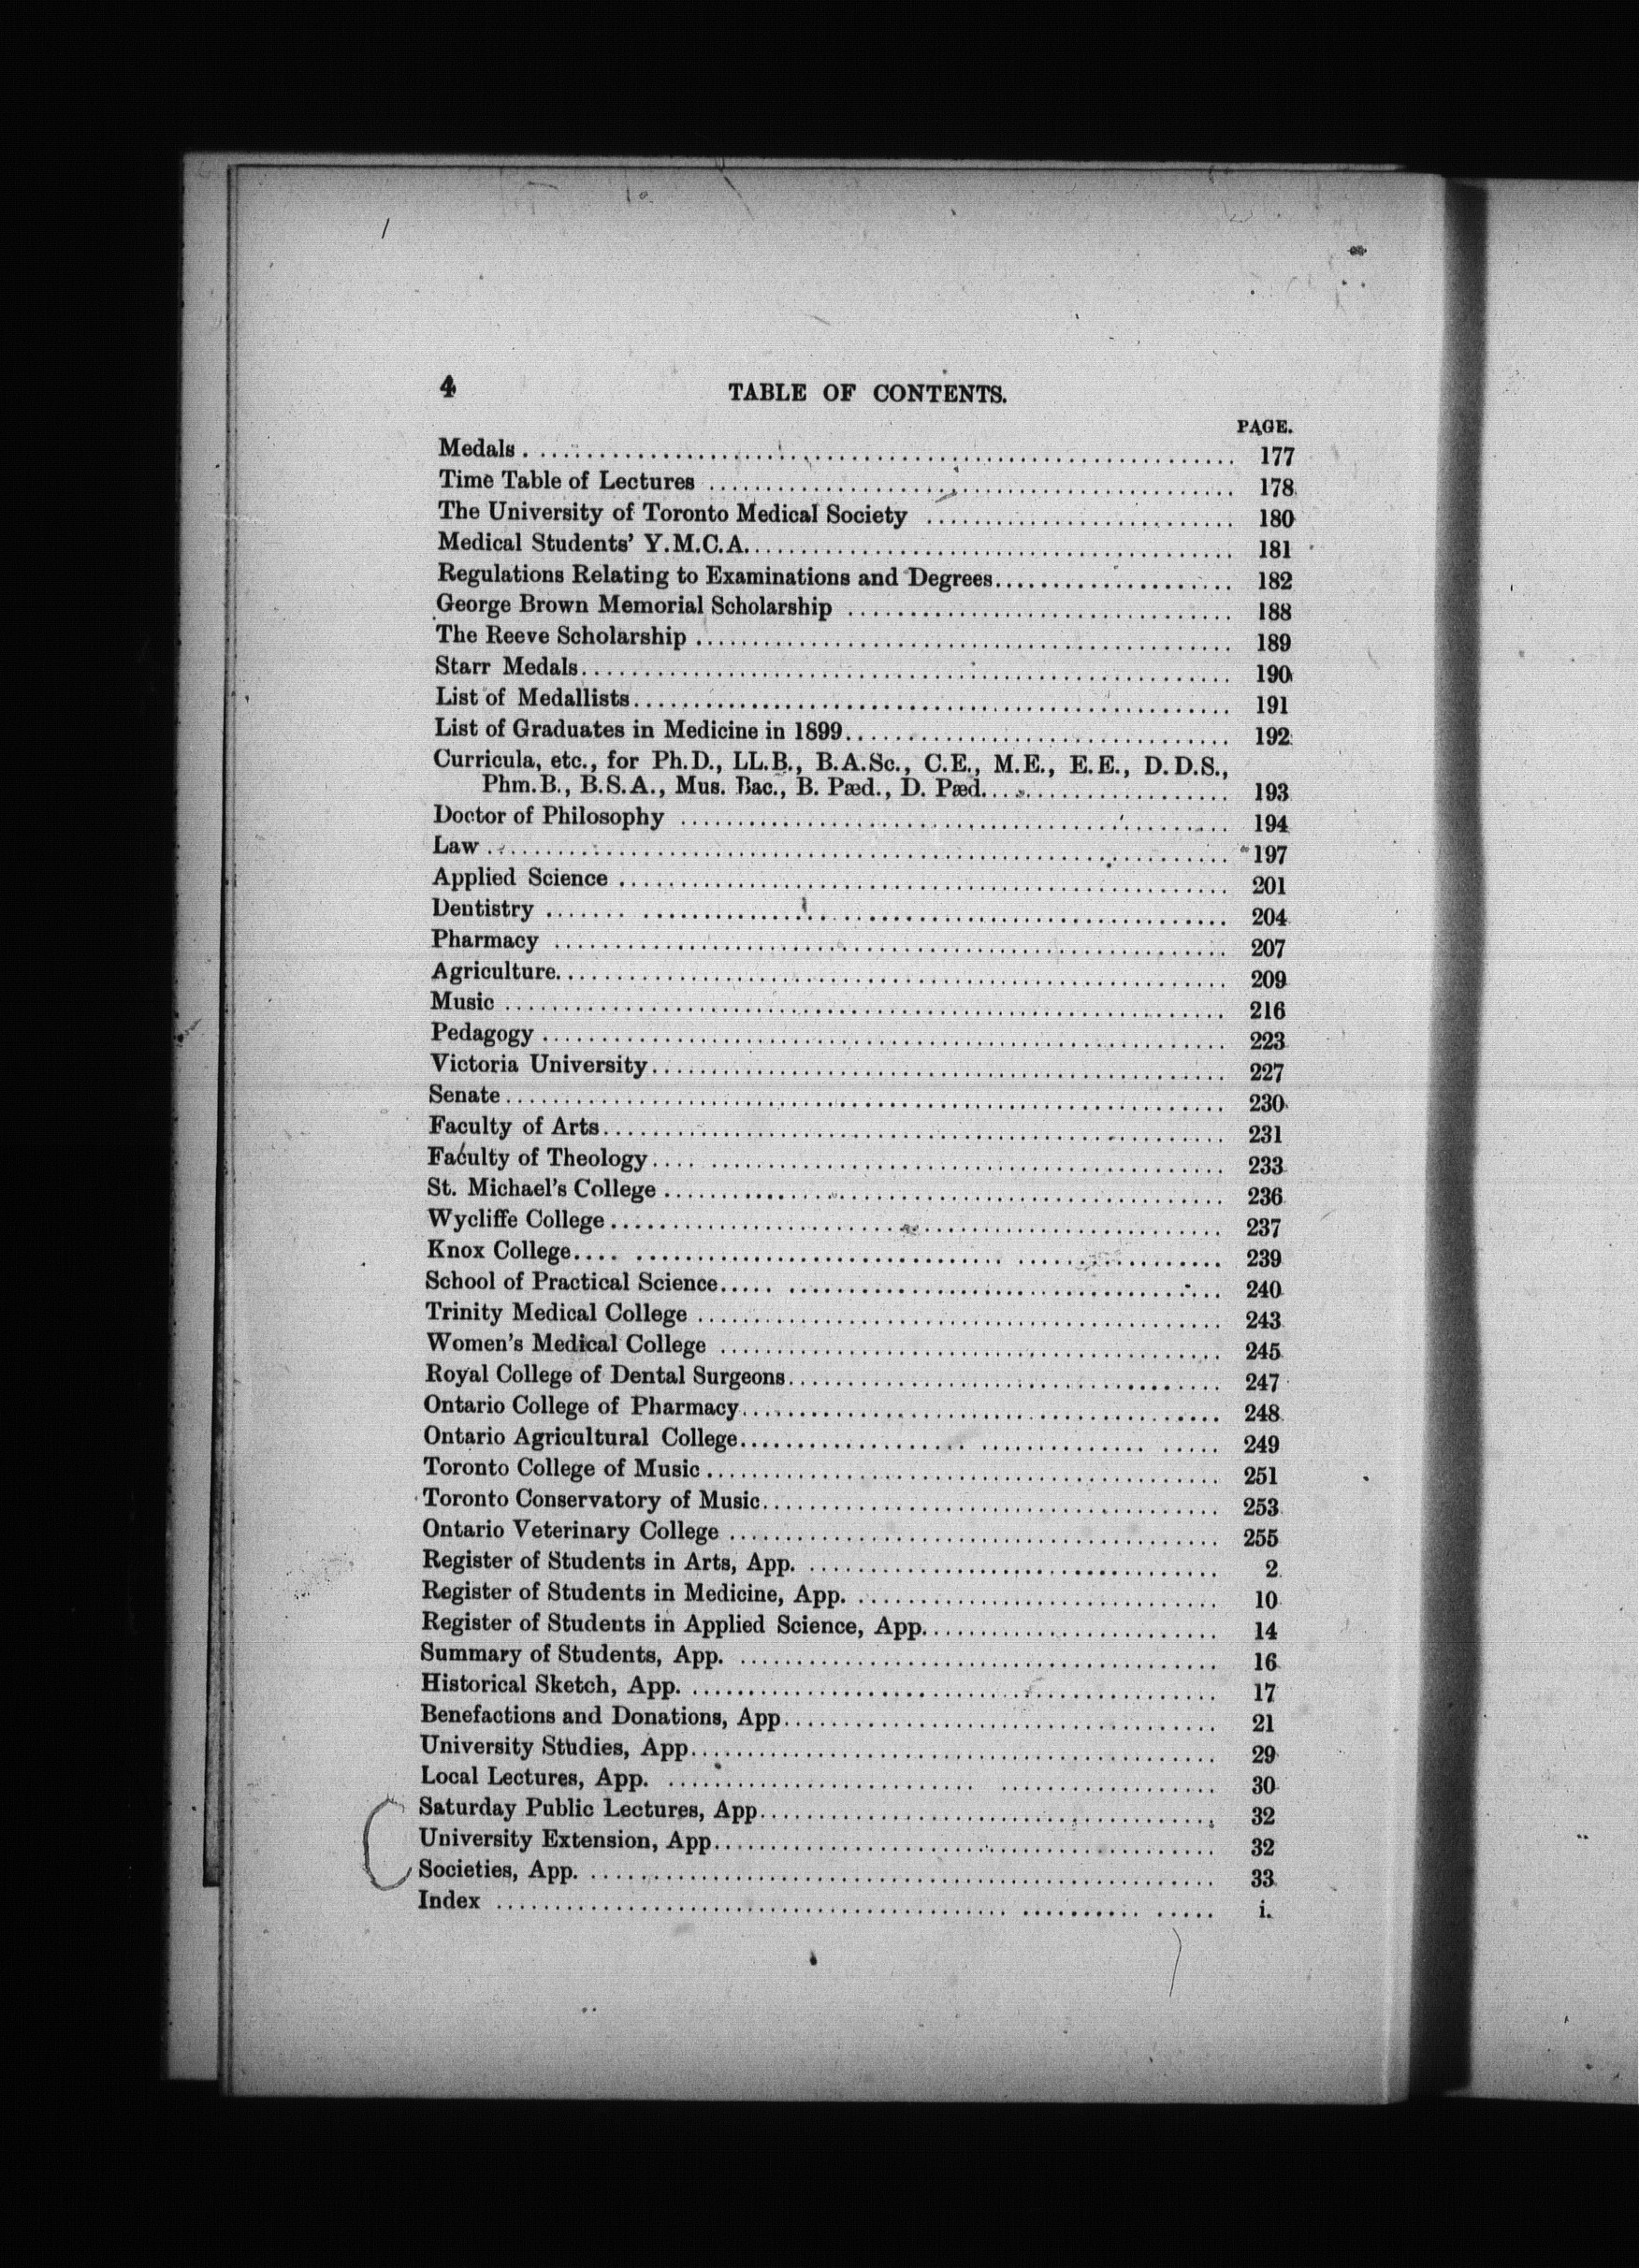 4 TABLE OF CONTENTS.
PAGE.
Medals. ........................ 177
Time Table of Lectures ........................ 178
The University of Toronto Medical Society ........................ 180
Medical Students' Y.M.C.A......................... 181
Regulations Relating to Examinations and Degrees........................ 182
George Brown Memorial Scholarship ........................ 188
The Reeve Scholarship ........................ 189
Starr Medals........................ 190
List of Medallists........................ 191
List of Graduates in Medicine in 1899........................ 192
Curricula, etc., for Ph.D., LL.B., B.A.Sc., C.E., M.E., E.E., D.D.S.,
Phm.B., B.S.A., Mus. Bac., B. Pæd., D. Pæd......................... 193
Doctor of Philosophy ........................ 194
Law ........................ 197
Applied Science ........................ 201
Dentistry ........................ 204
Pharmacy ........................ 207
Agriculture........................ 209
Music ........................ 216
Pedagogy ........................ 223
Victoria University........................ 227
Senate........................ 230
Faculty of Arts........................ 231
Faculty of Theology........................ 233
St. Michael's College ........................ 236
Wycliffe College ........................ 237
Knox College........................ 239
School of Practical Science........................ 240
Trinity Medical College ........................ 243
Women's Medical College ........................ 245
Royal College of Dental Surgeons........................ 247
Ontario College of Pharmacy........................ 248
Ontario Agricultural College........................ 249
Toronto College of Music ........................ 251
Toronto Conservatory of Music........................ 253
Ontario Veterinary College ........................ 255
Register of Students in Arts, App. ........................ 2
Register of Students in Medicine, App. ........................ 10
Register of Students in Applied Science, App......................... 14
Summary of Students, App. ........................ 16
Historical Sketch, App. ........................ 17
Benefactions and Donations, App........................ 21
University Studies, App........................ 29
Local Lectures, App. ........................ 30
Saturday Public Lectures, App........................ 32
University Extension, App........................ 32
Societies, App. ........................ 33
Index ........................ i.